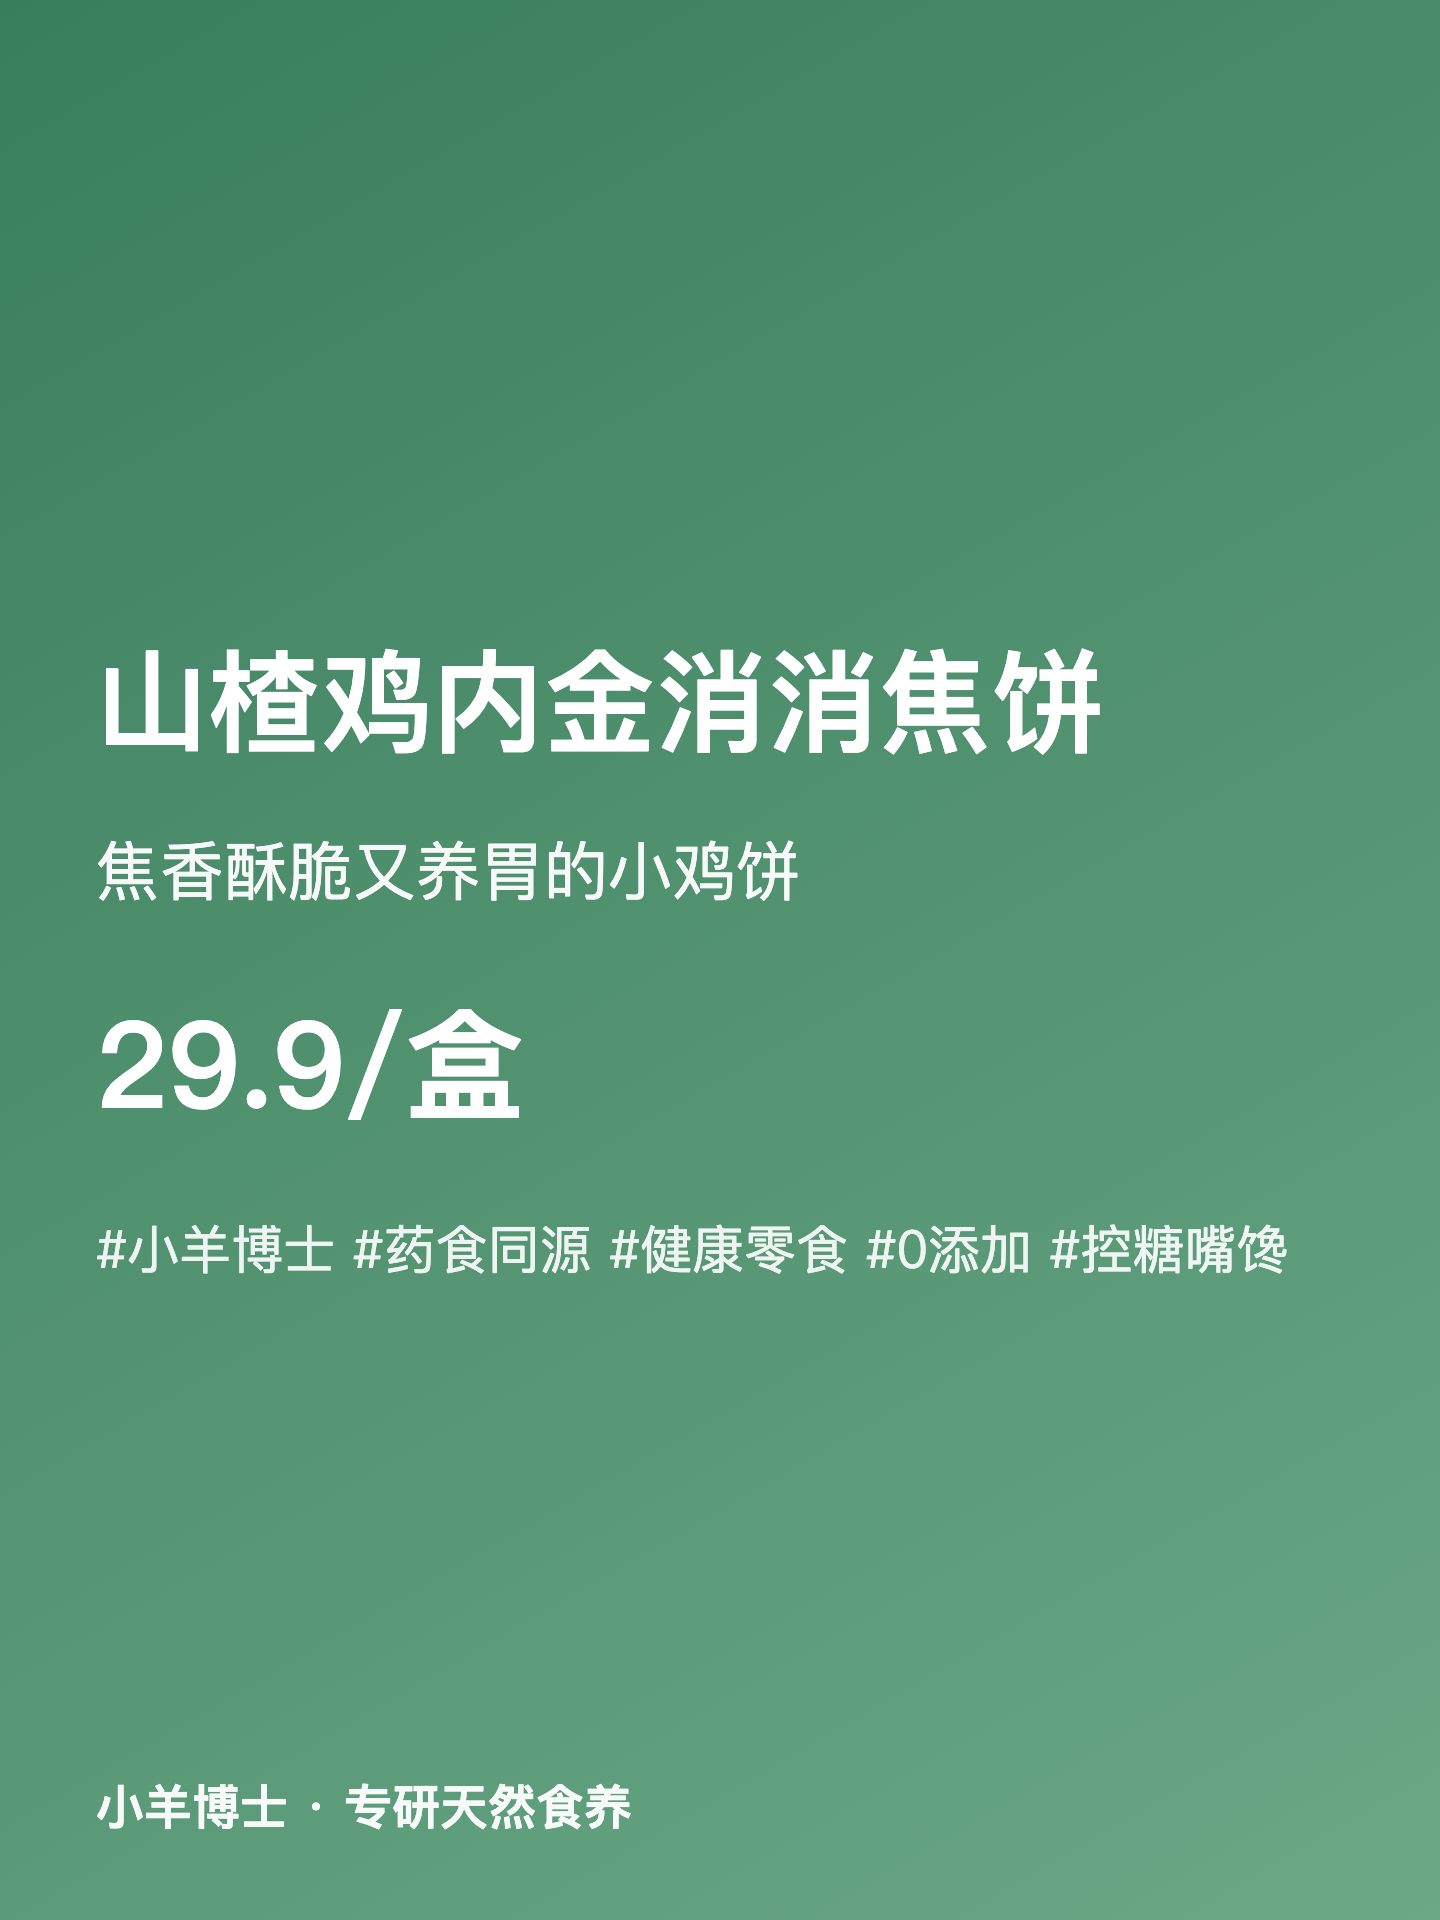 山楂鸡内金消消焦饼
焦香酥脆又养胃的小鸡饼
29.9/盒
#小羊博士 #药食同源 #健康零食 #0添加 #控糖嘴馋
小羊博士 · 专研天然食养